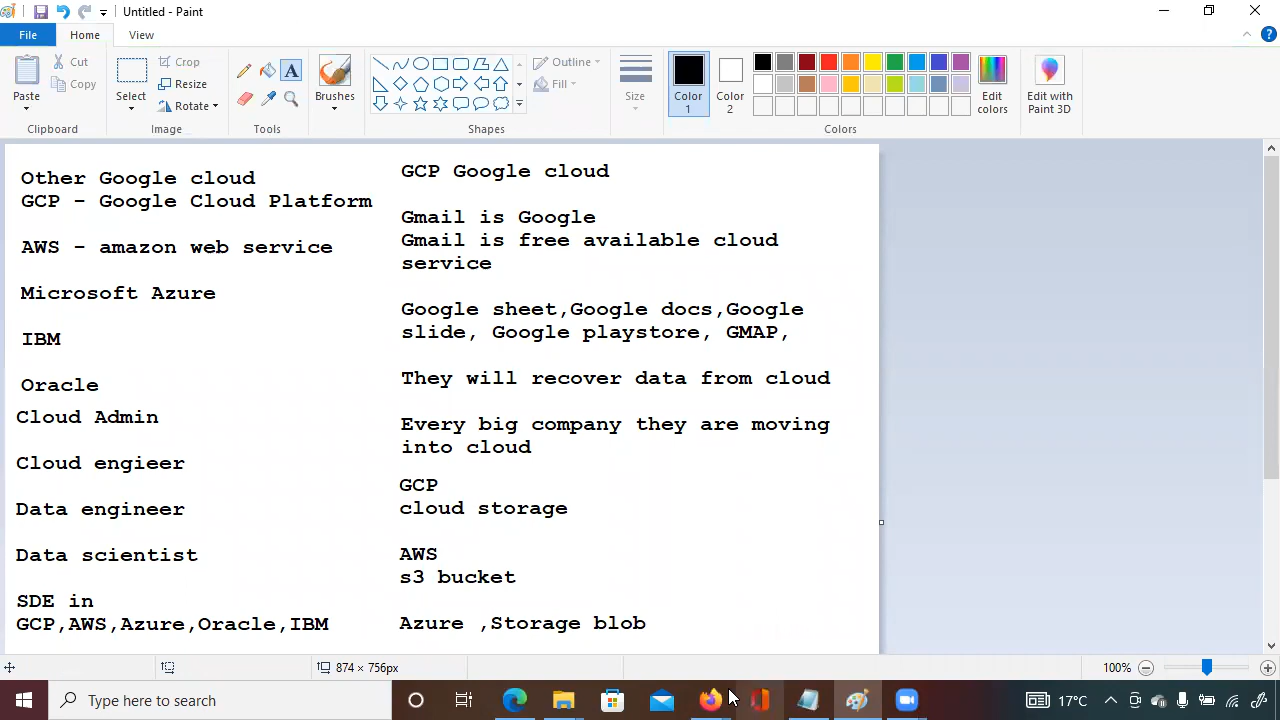 Untitled - Paint
File
Home
View
Paste
Cut
Copy
Clipboard
Select
Crop
Resize
Rotate
Image
A
Tools
Brushes
Shapes
Outline
Fill
Size
Color 1
Color 2
Edit colors
Colors
Edit with Paint 3D
Other Google cloud
GCP - Google Cloud Platform
AWS - amazon web service
Microsoft Azure
IBM
Oracle
Cloud Admin
Cloud engieer
Data engineer
Data scientist
SDE in
GCP,AWS,Azure,Oracle,IBM
GCP Google cloud
Gmail is Google
Gmail is free available cloud
service
Google sheet,Google docs,Google
slide, Google playstore, GMAP,
They will recover data from cloud
Every big company they are moving
into cloud
GCP
cloud storage
AWS
s3 bucket
Azure ,Storage blob
874 × 756px
100%
Type here to search
17°C